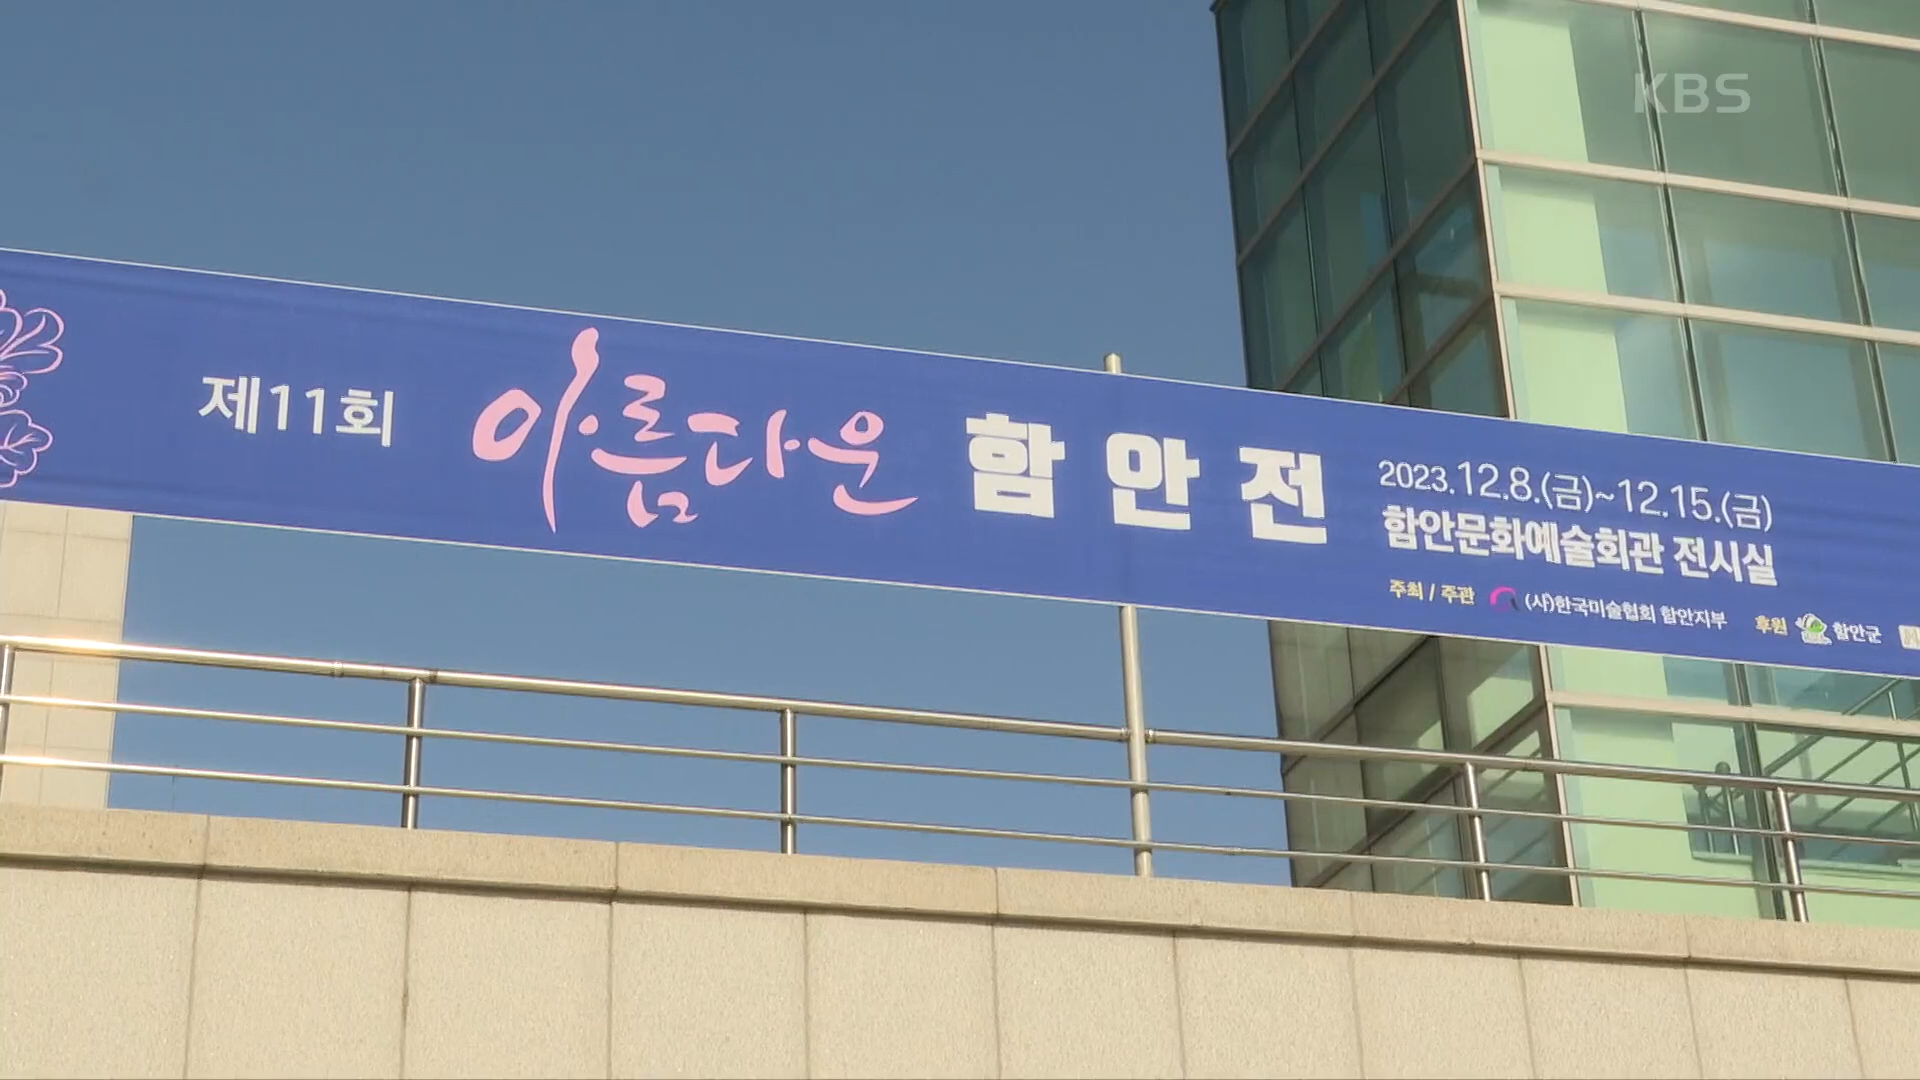 KBS
제11회 아름다운 함안전
2023.12.8.(금)~12.15.(금)
함안문화예술회관 전시실
주최 / 주관 (사)한국미술협회 함안지부 후원 함안군